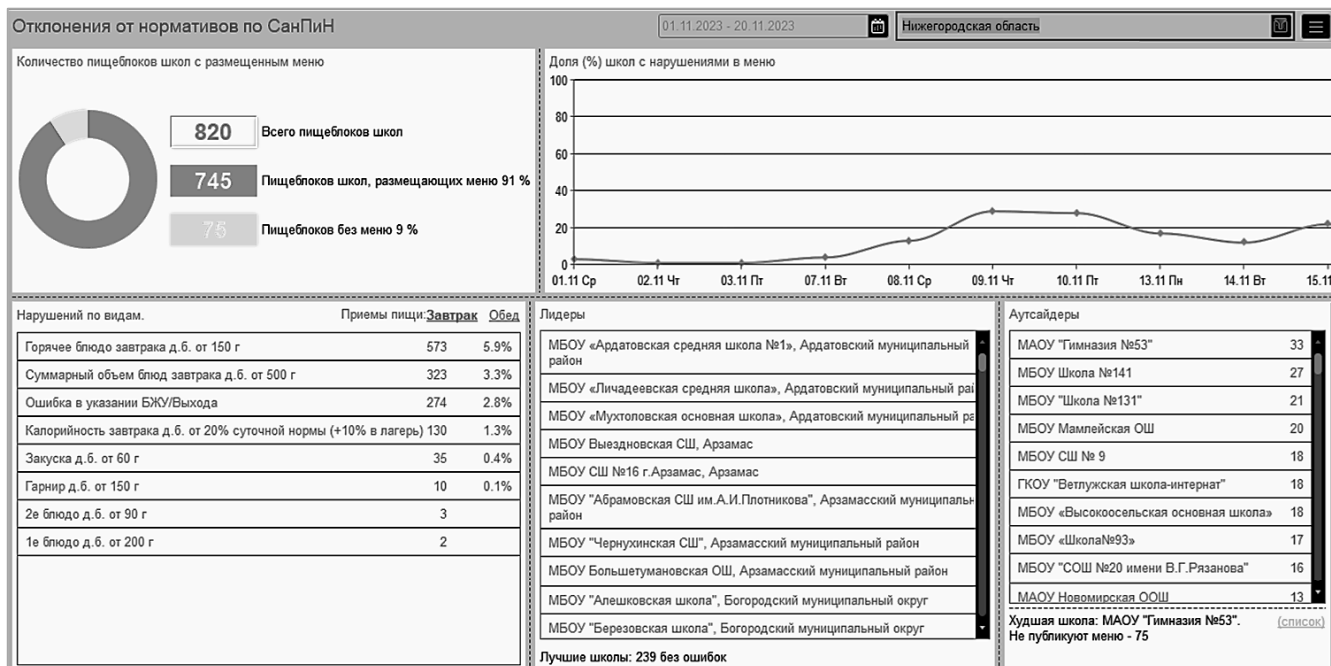 Отклонения от нормативов по СанПиН
01.11.2023 - 20.11.2023
Нижегородская область
Количество пищеблоков школ с размещенным меню
820 Всего пищеблоков школ
745 Пищеблоков школ, размещающих меню 91 %
75 Пищеблоков без меню 9 %
Доля (%) школ с нарушениями в меню
100
80
60
40
20
0
01.11 Ср 02.11 Чт 03.11 Пт 07.11 Вт 08.11 Ср 09.11 Чт 10.11 Пт 13.11 Пн 14.11 Вт 15.11
Нарушений по видам. Приемы пищи: Завтрак Обед
Горячее блюдо завтрака д.б. от 150 г 573 5.9%
Суммарный объем блюд завтрака д.б. от 500 г 323 3.3%
Ошибка в указании БЖУ/Выхода 274 2.8%
Калорийность завтрака д.б. от 20% суточной нормы (+10% в лагерь) 130 1.3%
Закуска д.б. от 60 г 35 0.4%
Гарнир д.б. от 150 г 10 0.1%
2е блюдо д.б. от 90 г 3
1е блюдо д.б. от 200 г 2
Лидеры
МБОУ «Ардатовская средняя школа №1», Ардатовский муниципальный
район
МБОУ «Личадеевская средняя школа», Ардатовский муниципальный рай
МБОУ «Мухтоловская основная школа», Ардатовский муниципальный ра
МБОУ Выездновская СШ, Арзамас
МБОУ СШ №16 г.Арзамас, Арзамас
МБОУ "Абрамовская СШ им.А.И.Плотникова", Арзамасский муниципальн
район
МБОУ "Чернухинская СШ", Арзамасский муниципальный район
МБОУ Большетумановская ОШ, Арзамасский муниципальный район
МБОУ "Алешковская школа", Богородский муниципальный округ
МБОУ "Березовская школа", Богородский муниципальный округ
Лучшие школы: 239 без ошибок
Аутсайдеры
МАОУ "Гимназия №53" 33
МБОУ Школа №141 27
МБОУ "Школа №131" 21
МБОУ Мамлейская ОШ 20
МБОУ СШ № 9 18
ГКОУ "Ветлужская школа-интернат" 18
МБОУ «Высокоосельская основная школа» 18
МБОУ «Школа№93» 17
МБОУ "СОШ №20 имени В.Г.Рязанова" 16
МАОУ Новомирская ООШ 13
Худшая школа: МАОУ "Гимназия №53". (список)
Не публикуют меню - 75